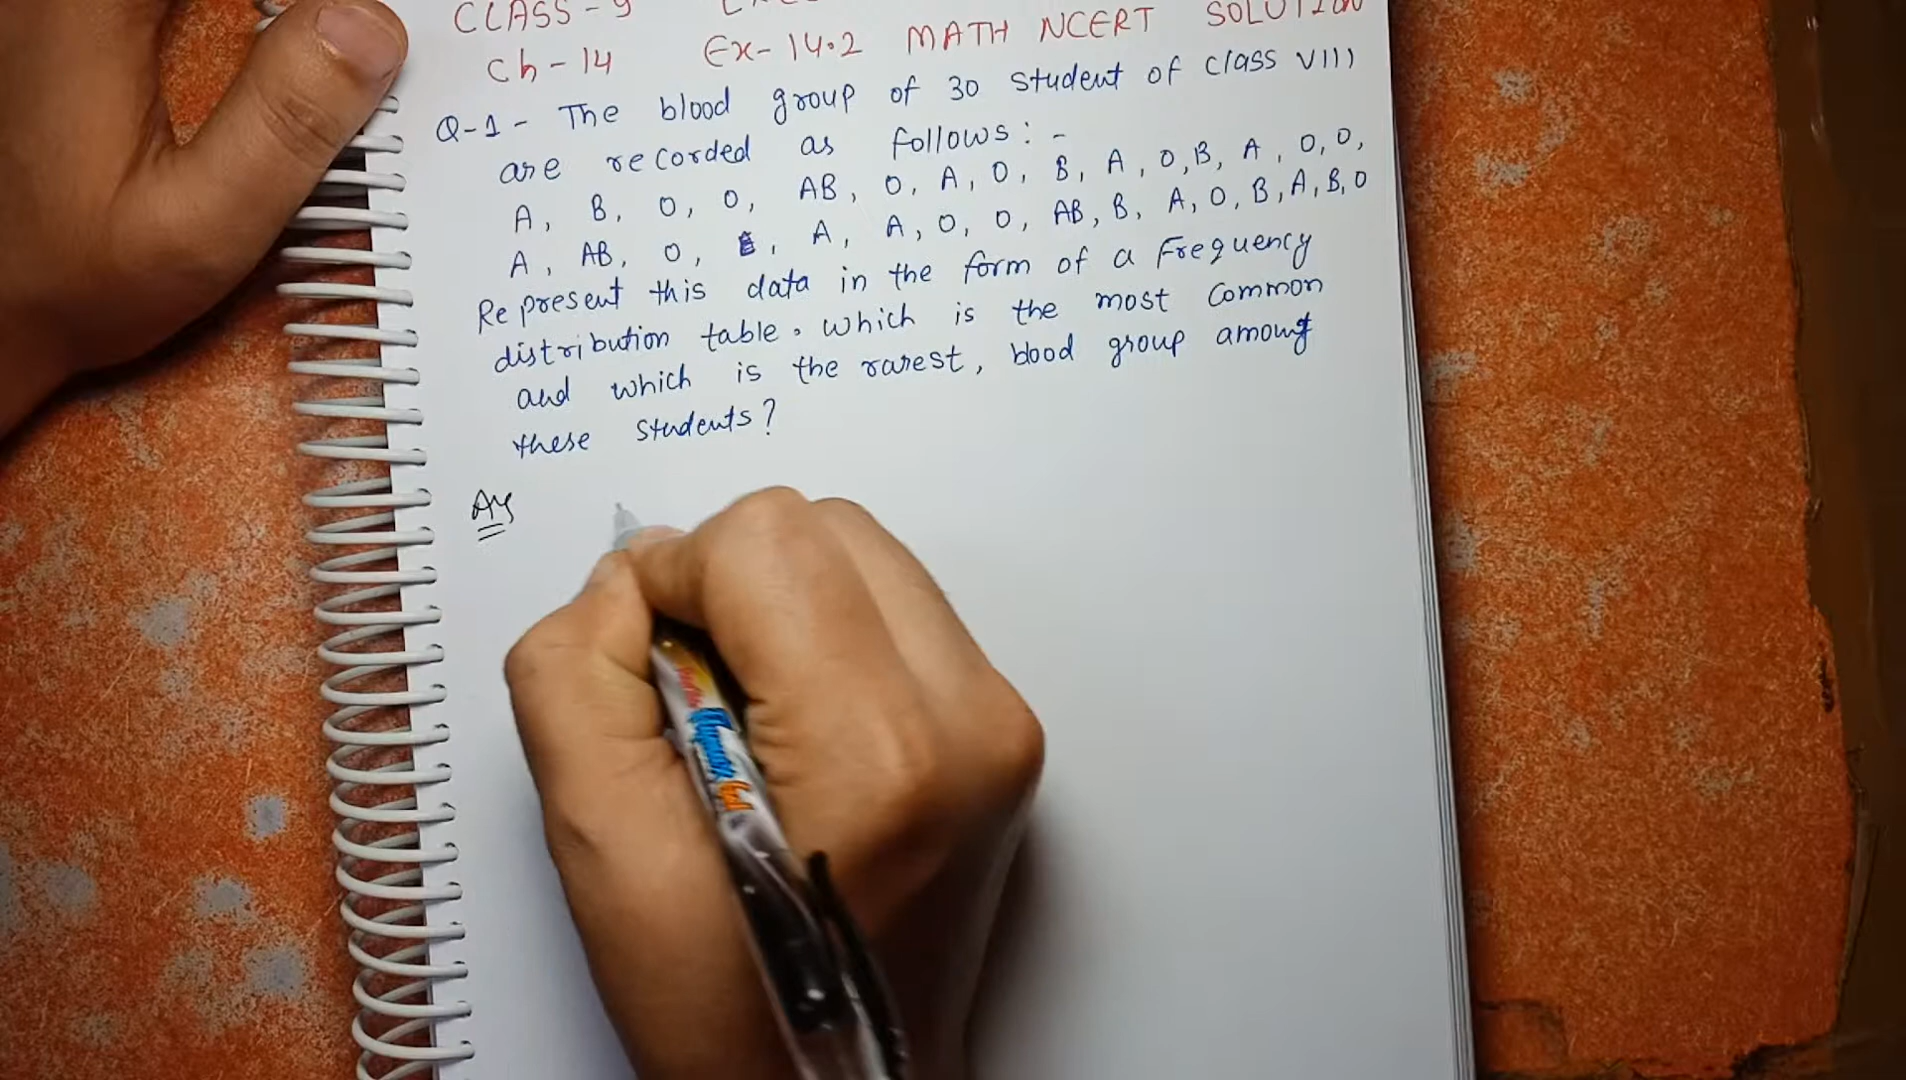 CLASS - 9
Ch - 14 Ex- 14.2 MATH NCERT SOLUTION
Q-1 - The blood group of 30 student of class VIII
are recorded as follows : -
A, B, O, O, AB, O, A, O, B, A, O, B, A, O, O,
A, AB, O, , A, A, O, O, AB, B, A, O, B, A, B, O
Represent this data in the form of a Frequency
distribution table. which is the most common
and which is the rarest, blood group among
these students?